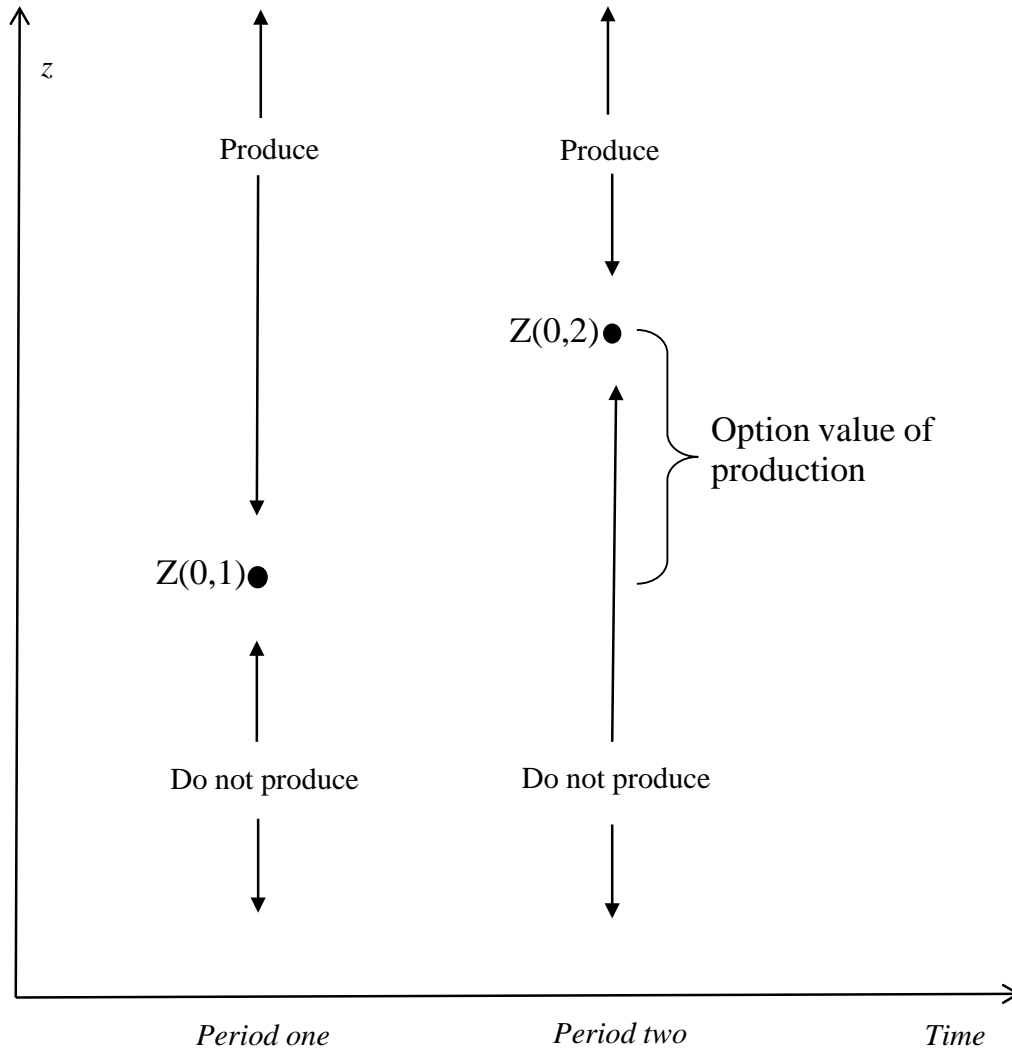 z
Produce
Produce
Z(0,2)
Option value of
production
Z(0,1)
Do not produce
Do not produce
Period one
Period two
Time